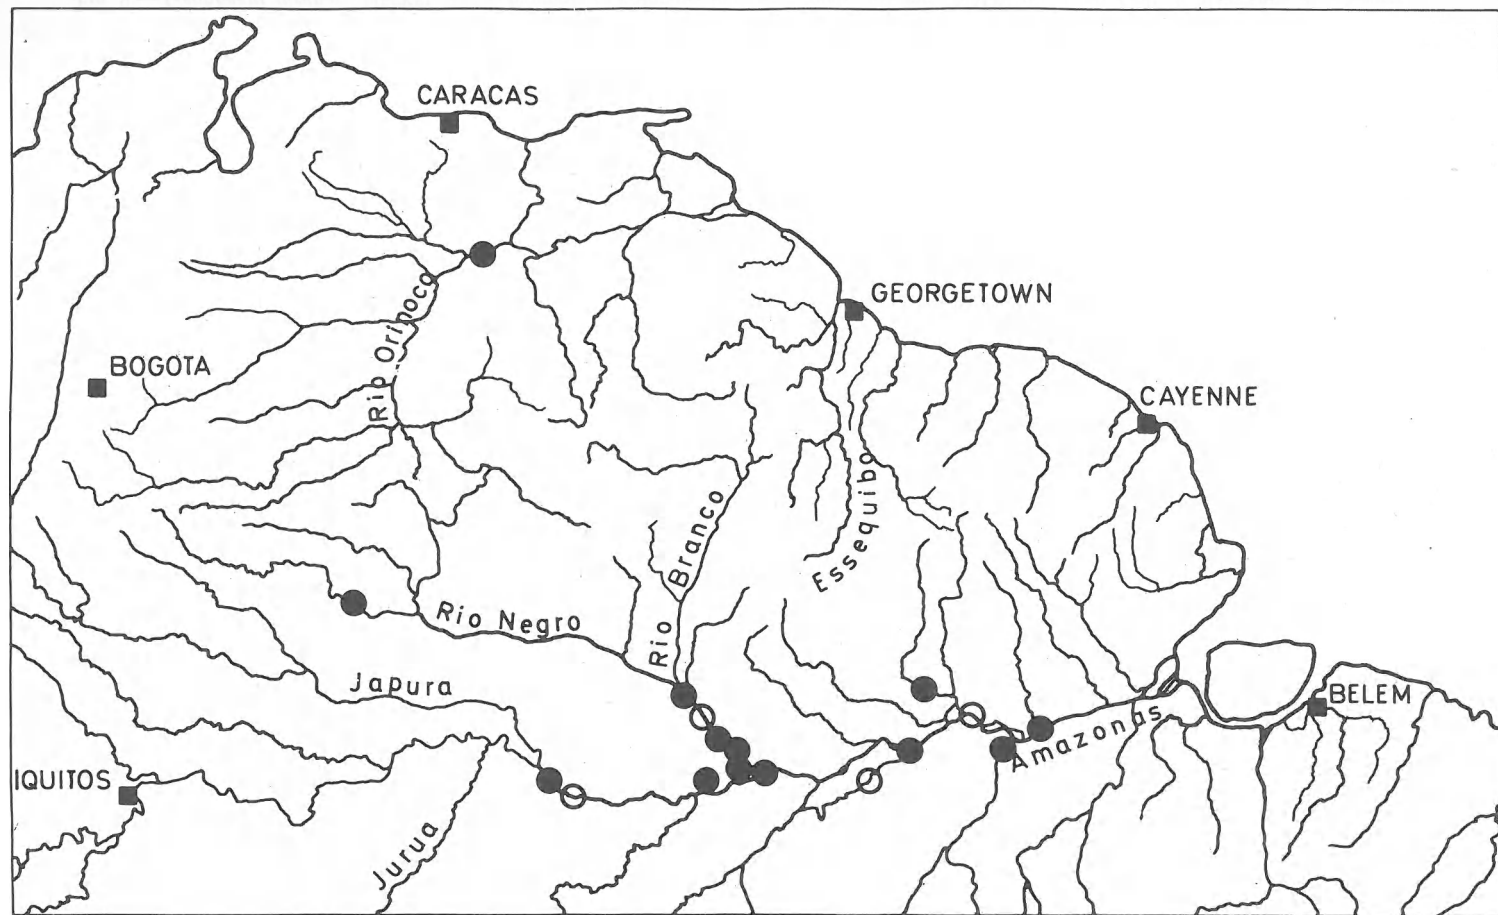 CARACAS
GEORGETOWN
Rio Orinoco
BOGOTA
CAYENNE
Essequibo
Rio Branco
Rio Negro
Japura
BELEM
Amazonas
IQUITOS
Jurua